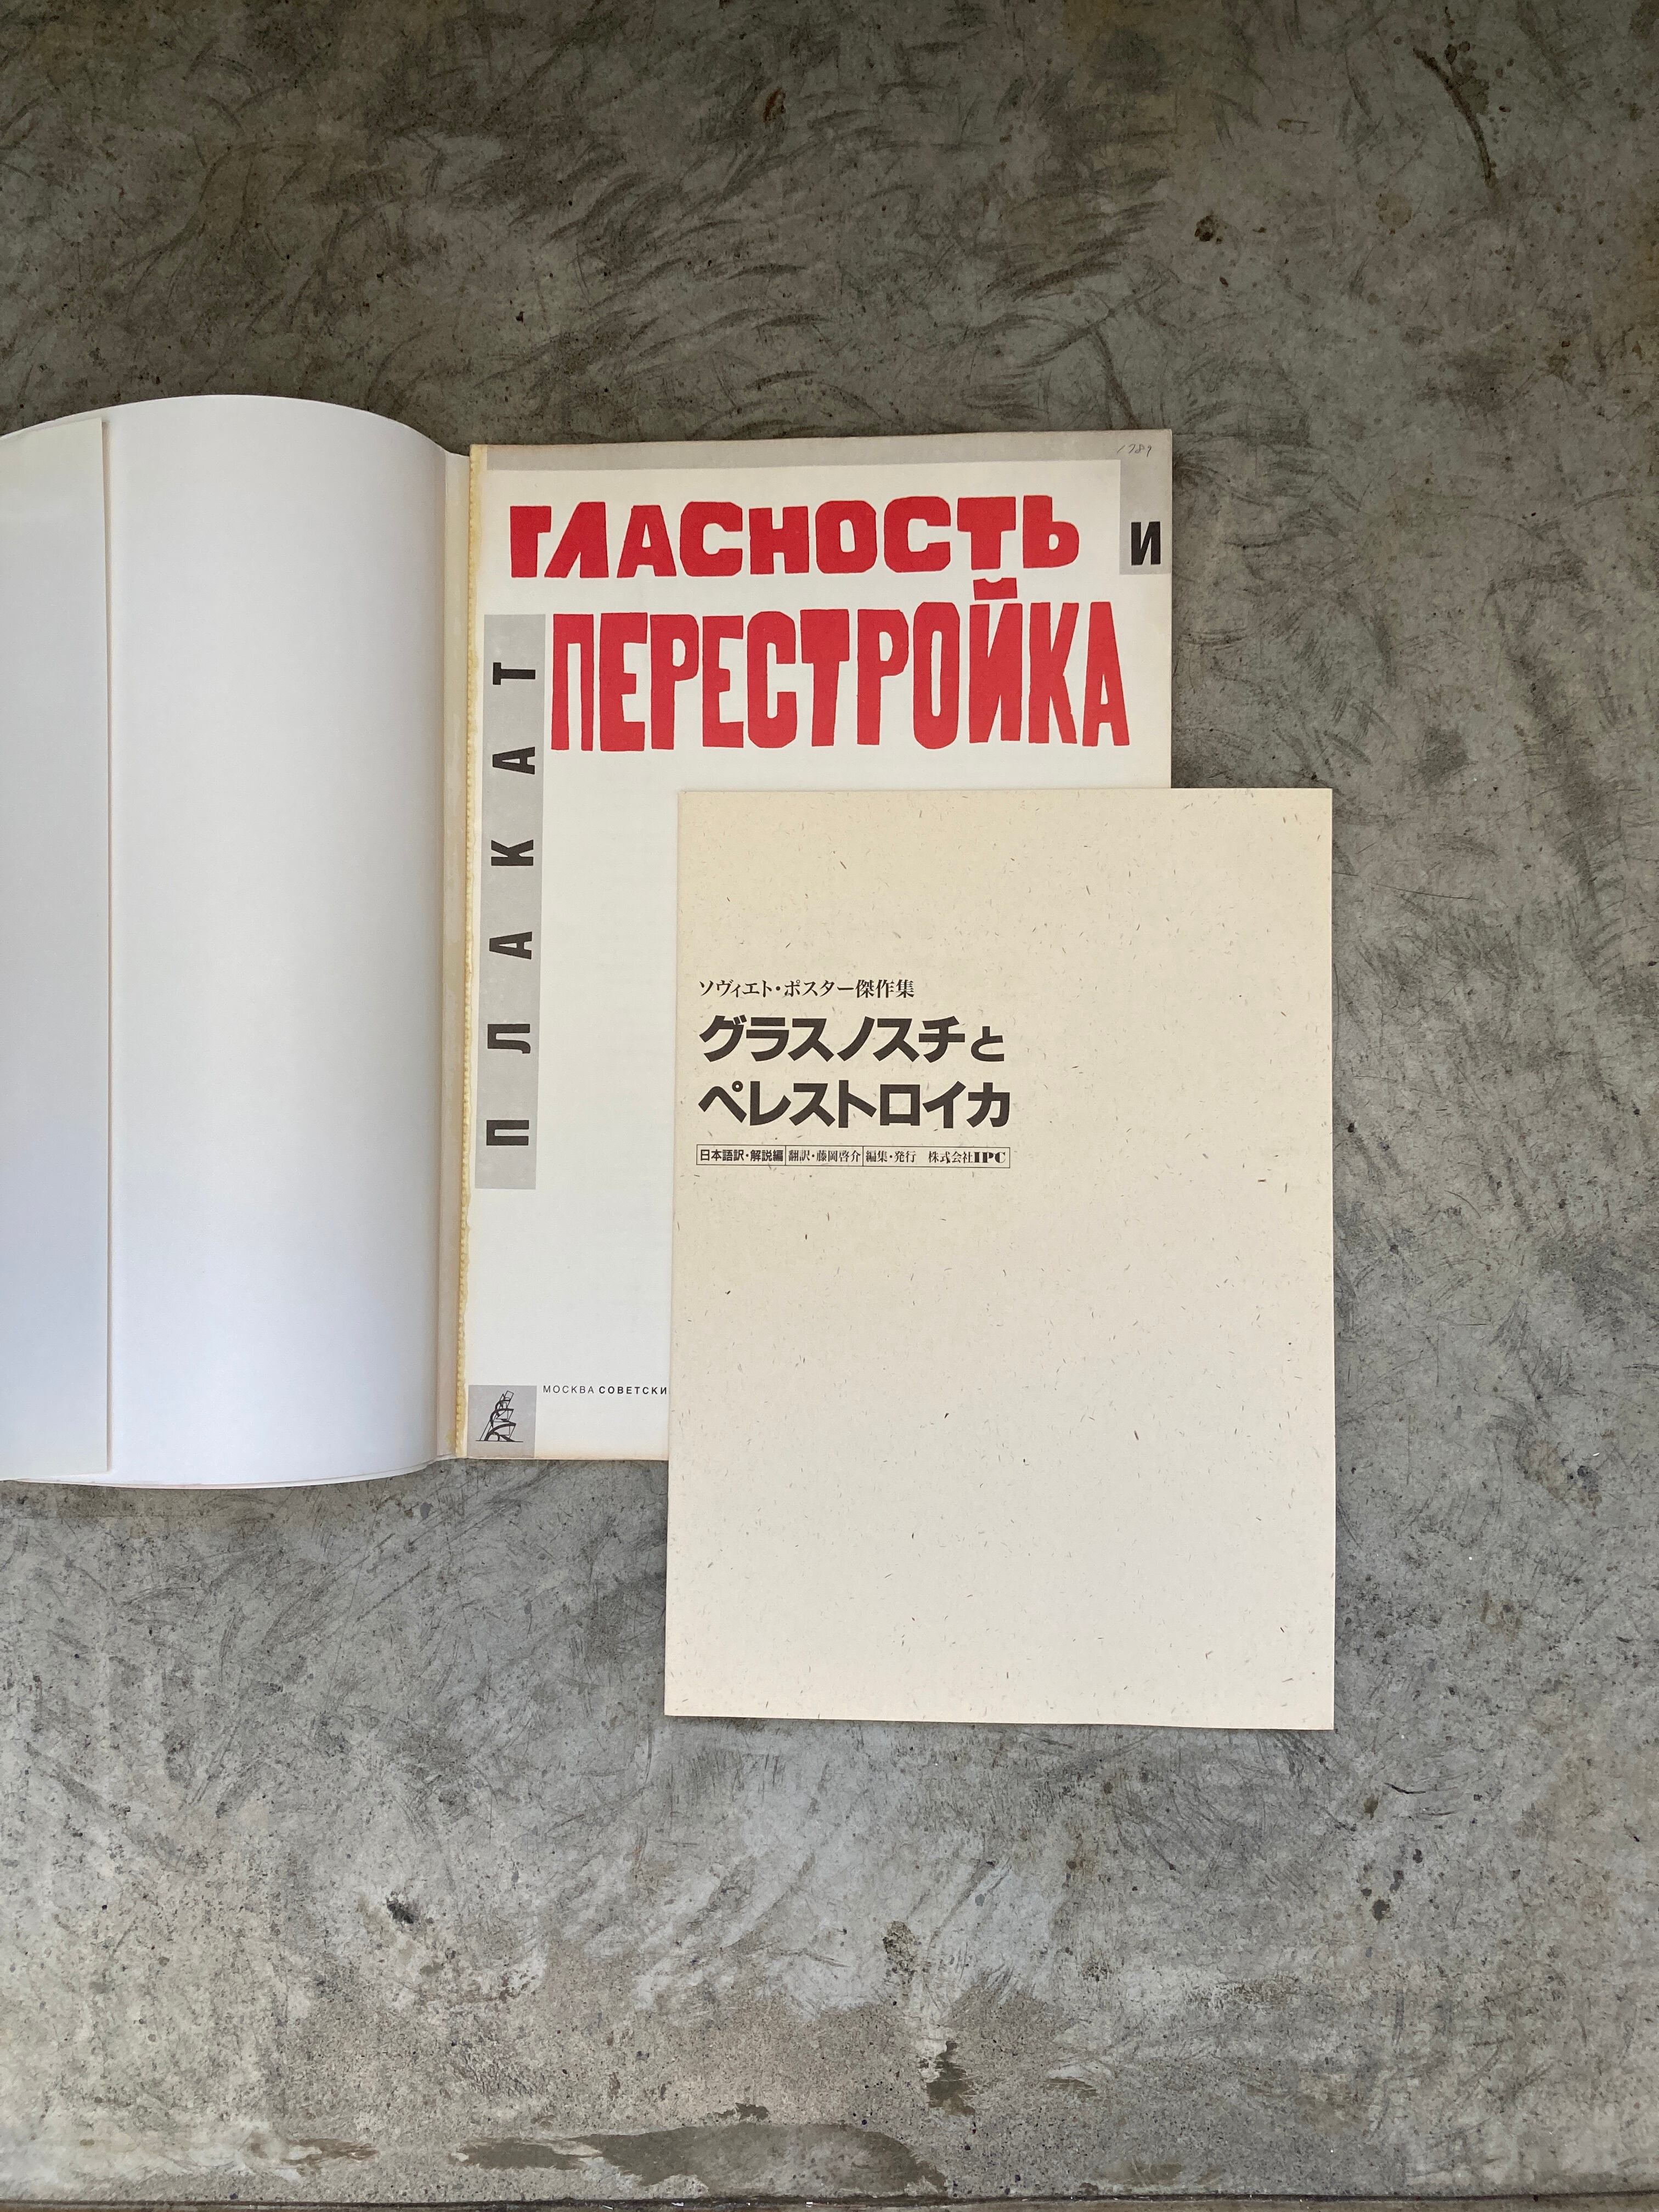 ГЛАСНОСТЬ
И
ПЕРЕСТРОЙКА
ПЛАКАТ
МОСКВА СОВЕТСКИ
ソヴィエト・ポスター傑作集
グラスノスチと
ペレストロイカ
日本語訳・解説編 翻訳・藤岡啓介 編集・発行 株式会社IPC